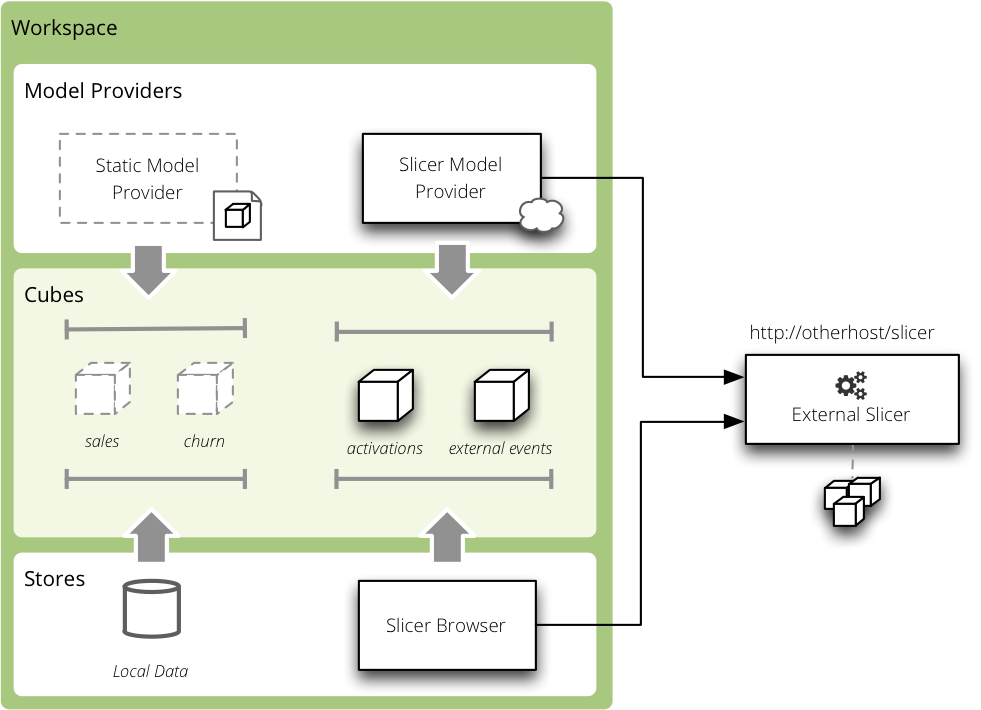 Workspace
Model Providers
Static Model
Provider
Slicer Model
Provider
Cubes
sales
churn
activations
external events
http://otherhost/slicer
External Slicer
Stores
Local Data
Slicer Browser